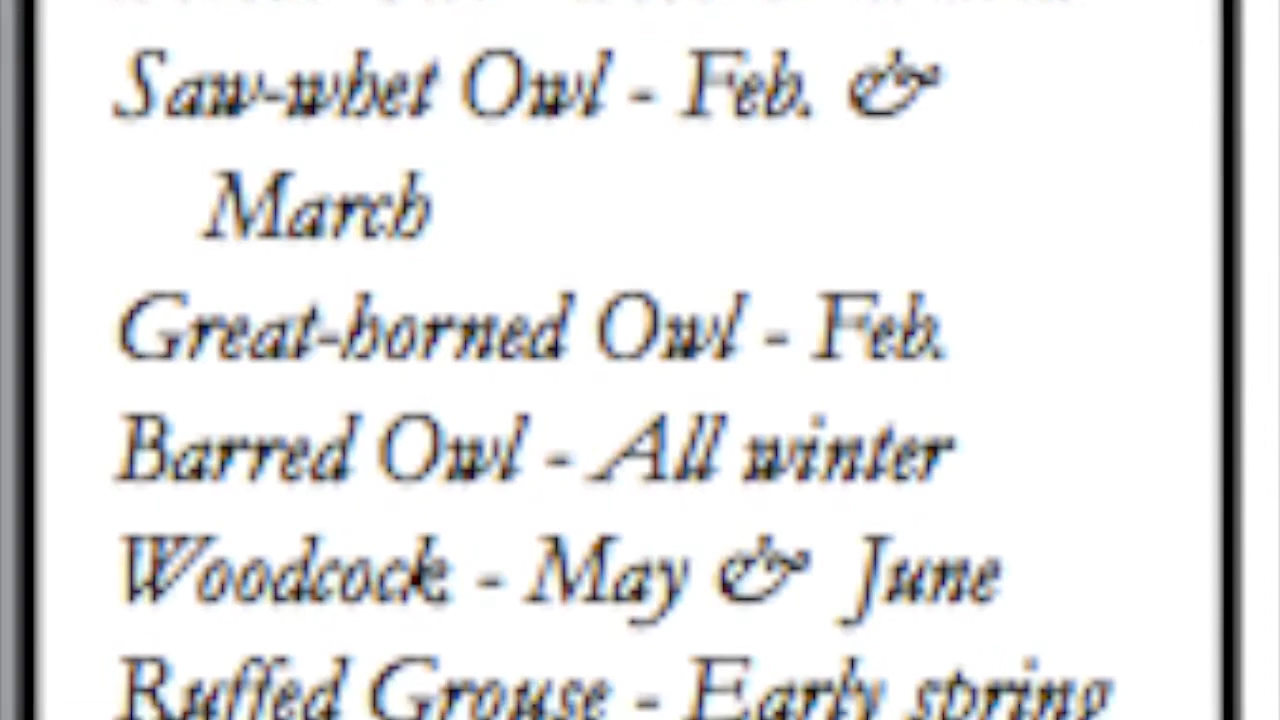 Saw-whet Owl - Feb. &
March
Great-horned Owl - Feb.
Barred Owl - All winter
Woodcock - May & June
Ruffed Grouse - Early spring